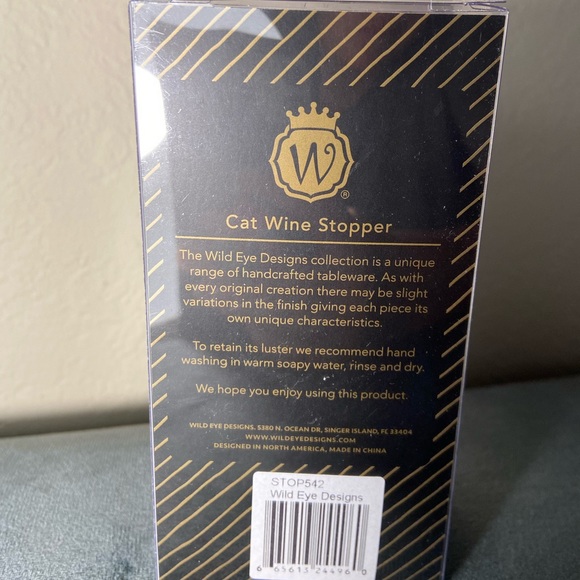 W
®
Cat Wine Stopper
The Wild Eye Designs collection is a unique
range of handcrafted tableware. As with
every original creation there may be slight
variations in the finish giving each piece its
own unique characteristics.
To retain its luster we recommend hand
washing in warm soapy water, rinse and dry.
We hope you enjoy using this product.
WILD EYE DESIGNS. 5380 N. OCEAN DR, SINGER ISLAND, FL 33404
WWW.WILDEYEDESIGNS.COM
DESIGNED IN NORTH AMERICA, MADE IN CHINA
STOP542
Wild Eye Designs
6 65613 24496 0